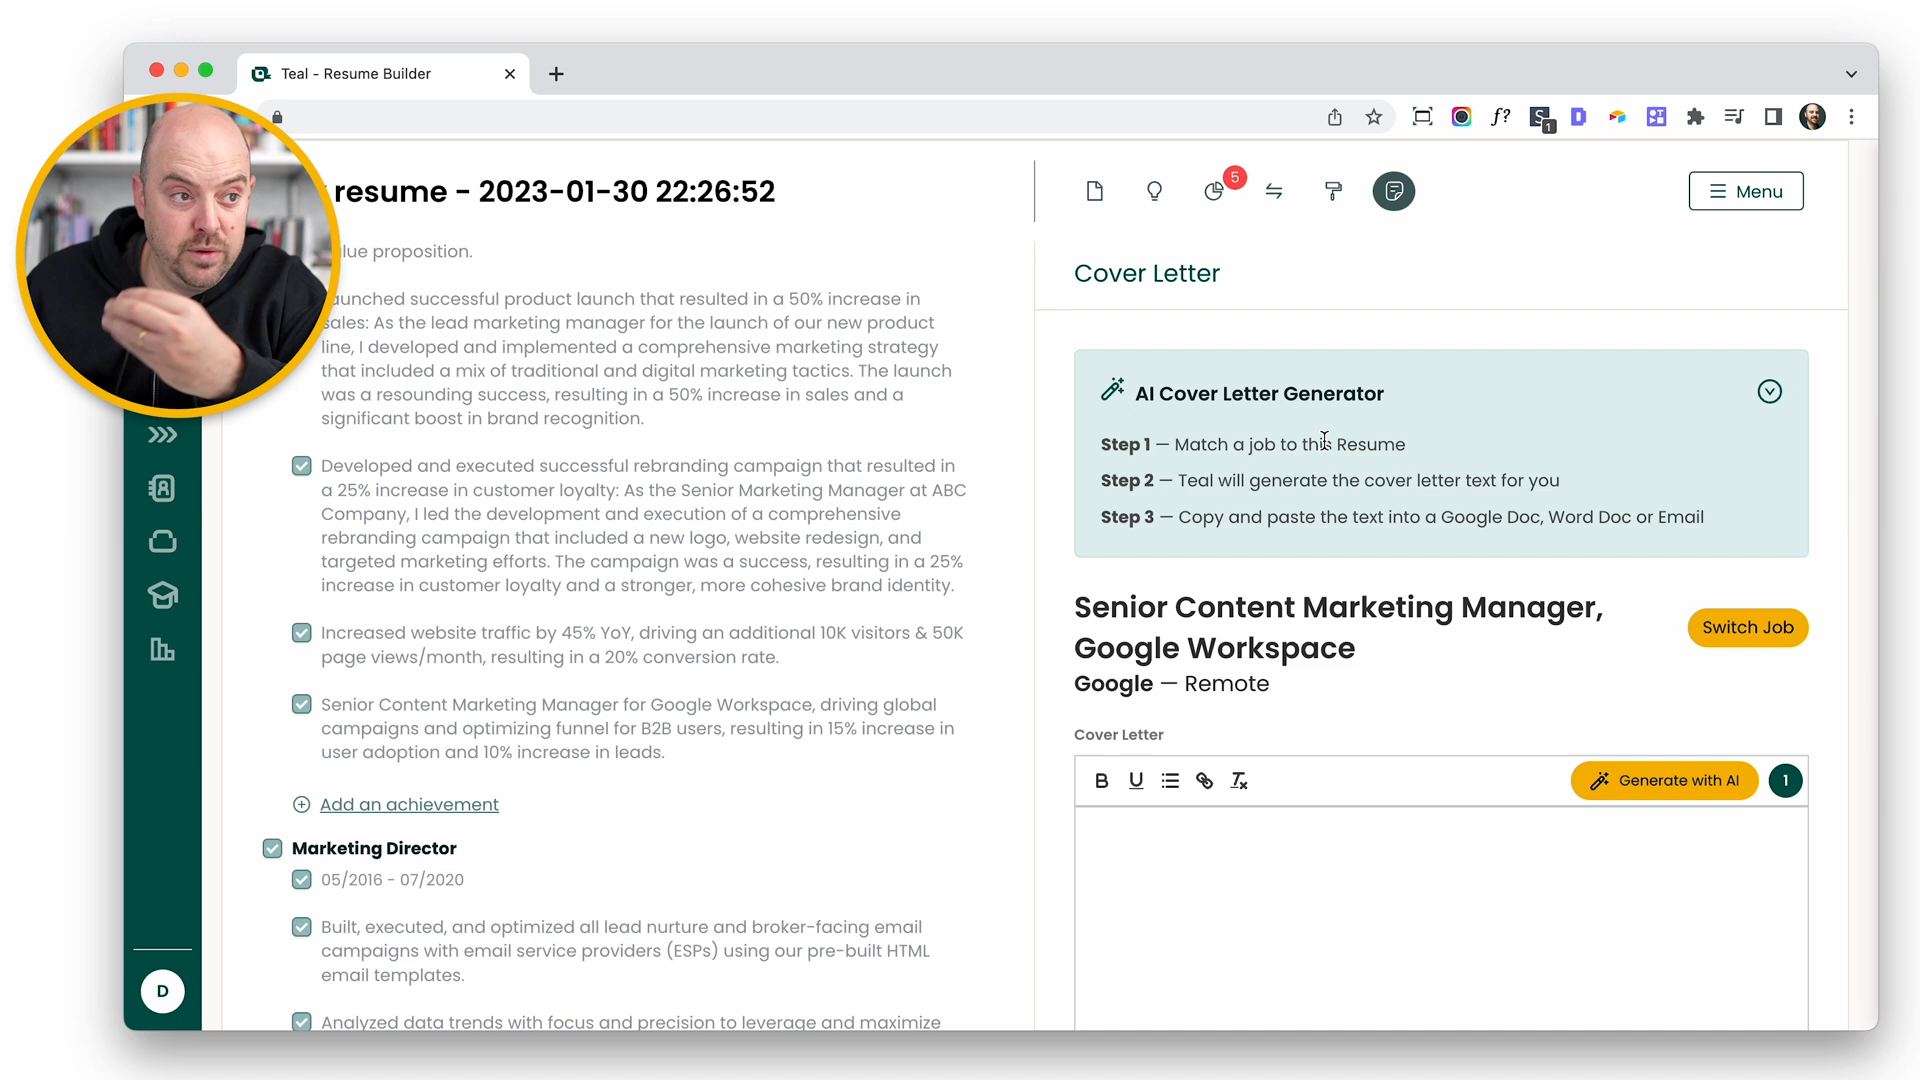 Teal - Resume Builder
f?
1
resume - 2023-01-30 22:26:52
lue proposition.
aunched successful product launch that resulted in a 50% increase in
sales: As the lead marketing manager for the launch of our new product
line, I developed and implemented a comprehensive marketing strategy
that included a mix of traditional and digital marketing tactics. The launch
was a resounding success, resulting in a 50% increase in sales and a
significant boost in brand recognition.
Developed and executed successful rebranding campaign that resulted in
a 25% increase in customer loyalty: As the Senior Marketing Manager at ABC
Company, I led the development and execution of a comprehensive
rebranding campaign that included a new logo, website redesign, and
targeted marketing efforts. The campaign was a success, resulting in a 25%
increase in customer loyalty and a stronger, more cohesive brand identity.
Increased website traffic by 45% YoY, driving an additional 10K visitors & 50K
page views/month, resulting in a 20% conversion rate.
Senior Content Marketing Manager for Google Workspace, driving global
campaigns and optimizing funnel for B2B users, resulting in 15% increase in
user adoption and 10% increase in leads.
Add an achievement
Marketing Director
05/2016 - 07/2020
Built, executed, and optimized all lead nurture and broker-facing email
campaigns with email service providers (ESPs) using our pre-built HTML
email templates.
Analyzed data trends with focus and precision to leverage and maximize
D
5
Menu
Cover Letter
AI Cover Letter Generator
Step 1 — Match a job to this Resume
Step 2 — Teal will generate the cover letter text for you
Step 3 — Copy and paste the text into a Google Doc, Word Doc or Email
Senior Content Marketing Manager,
Google Workspace
Switch Job
Google — Remote
Cover Letter
B U
Generate with AI
1